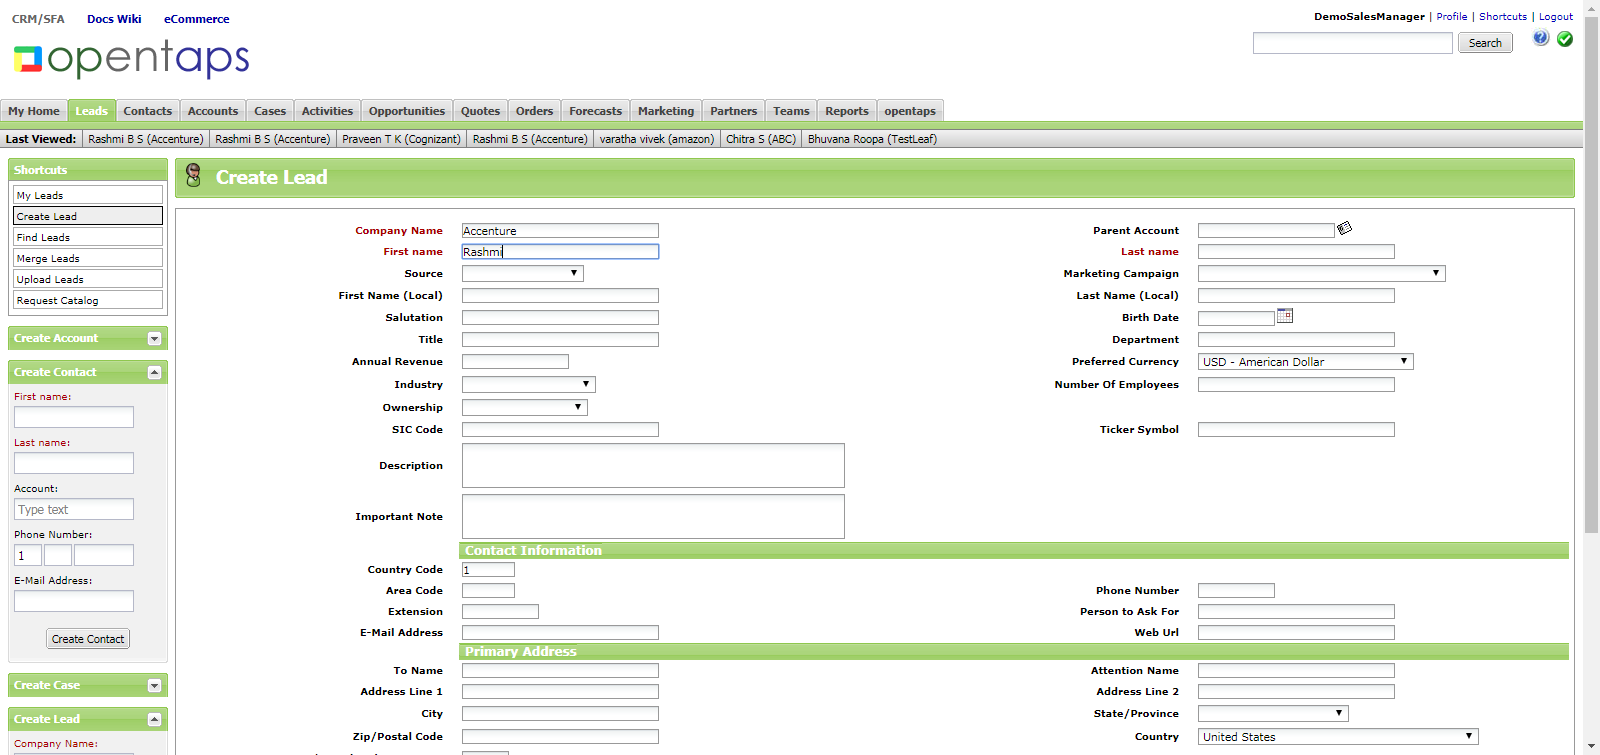 CRM/SFA Docs Wiki eCommerce
DemoSalesManager | Profile | Shortcuts | Logout
opentaps
Search
My Home Leads Contacts Accounts Cases Activities Opportunities Quotes Orders Forecasts Marketing Partners Teams Reports opentaps
Last Viewed: Rashmi B S (Accenture) Rashmi B S (Accenture) Praveen T K (Cognizant) Rashmi B S (Accenture) varatha vivek (amazon) Chitra S (ABC) Bhuvana Roopa (TestLeaf)
Shortcuts
My Leads
Create Lead
Find Leads
Merge Leads
Upload Leads
Request Catalog
Create Account
Create Contact
First name:
Last name:
Account:
Type text
Phone Number:
1
E-Mail Address:
Create Contact
Create Case
Create Lead
Company Name:
Create Lead
Company Name Accenture Parent Account
First name Rashmi Last name
Source Marketing Campaign
First Name (Local) Last Name (Local)
Salutation Birth Date
Title Department
Annual Revenue Preferred Currency USD - American Dollar
Industry Number Of Employees
Ownership
SIC Code Ticker Symbol
Description
Important Note
Contact Information
Country Code 1
Area Code Phone Number
Extension Person to Ask For
E-Mail Address Web Url
Primary Address
To Name Attention Name
Address Line 1 Address Line 2
City State/Province
Zip/Postal Code Country United States